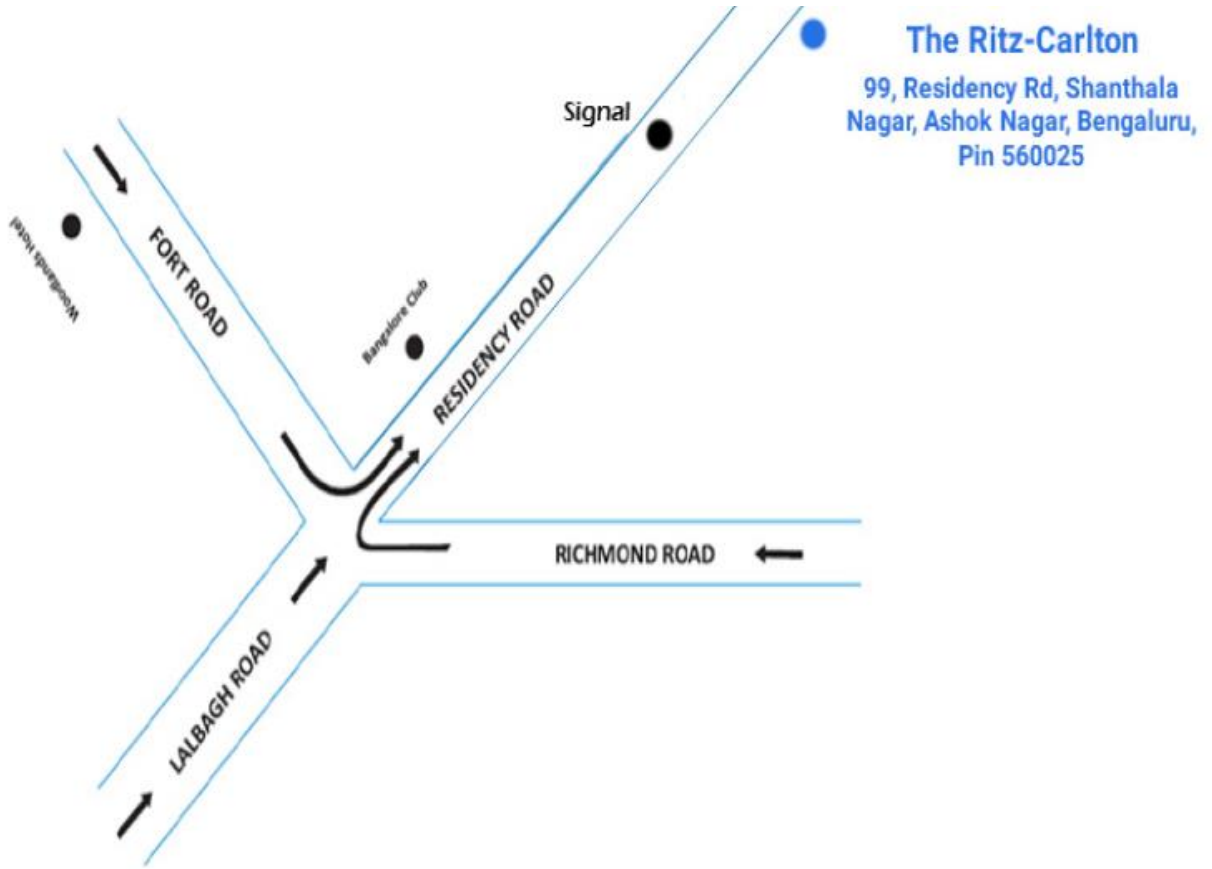 The Ritz-Carlton
99, Residency Rd, Shanthala
Nagar, Ashok Nagar, Bengaluru,
Pin 560025
Signal
Woodlands Hotel
FORT ROAD
Bangalore Club
RESIDENCY ROAD
RICHMOND ROAD
LALBAGH ROAD